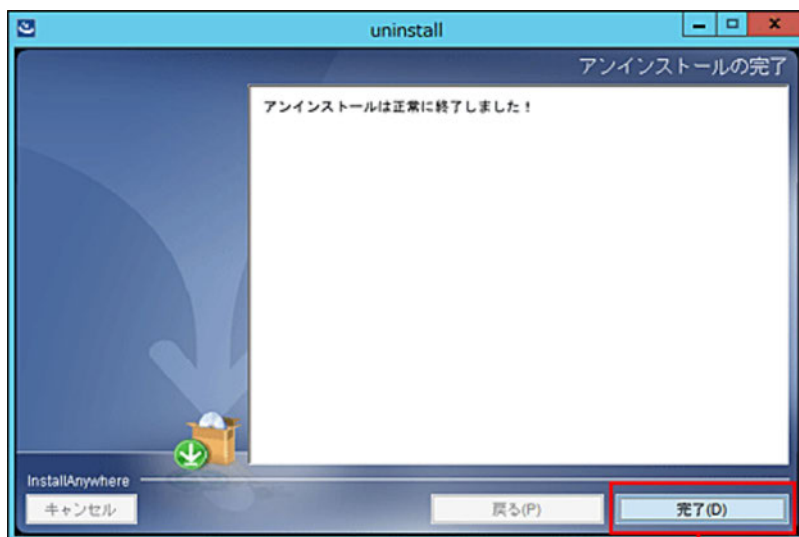 uninstall
アンインストールの完了
アンインストールは正常に終了しました！
InstallAnywhere
キャンセル
戻る(P)
完了(D)